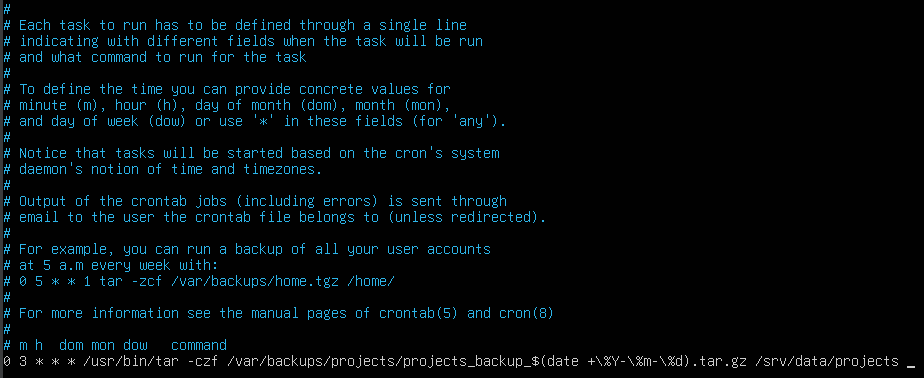 #
# Each task to run has to be defined through a single line
# indicating with different fields when the task will be run
# and what command to run for the task
#
# To define the time you can provide concrete values for
# minute (m), hour (h), day of month (dom), month (mon),
# and day of week (dow) or use '*' in these fields (for 'any').
#
# Notice that tasks will be started based on the cron's system
# daemon's notion of time and timezones.
#
# Output of the crontab jobs (including errors) is sent through
# email to the user the crontab file belongs to (unless redirected).
#
# For example, you can run a backup of all your user accounts
# at 5 a.m every week with:
# 0 5 * * 1 tar -zcf /var/backups/home.tgz /home/
#
# For more information see the manual pages of crontab(5) and cron(8)
#
# m h  dom mon dow   command
0 3 * * * /usr/bin/tar -czf /var/backups/projects/projects_backup_$(date +\%Y-\%m-\%d).tar.gz /srv/data/projects _